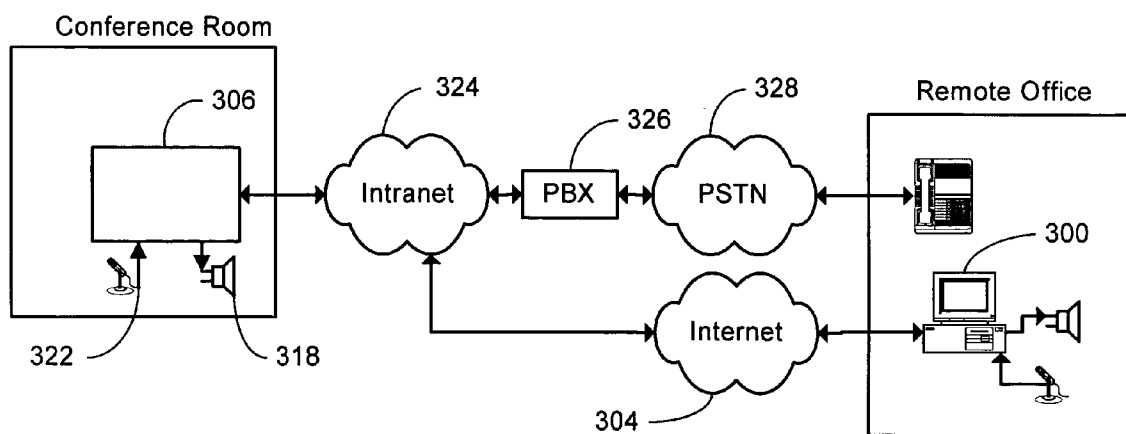 Conference Room
306
324
326
328
Remote Office
Intranet
PBX
PSTN
300
Internet
322
318
304